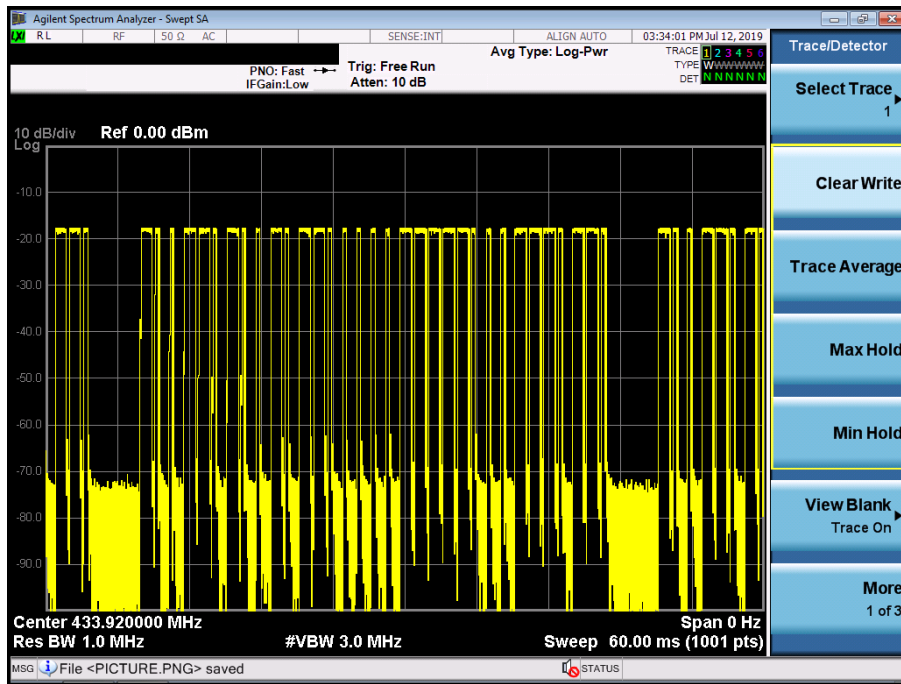 Agilent Spectrum Analyzer - Swept SA
LXI RL RF 50 Ω AC SENSE:INT ALIGN AUTO 03:34:01 PM Jul 12, 2019
Avg Type: Log-Pwr
TRACE 1 2 3 4 5 6
TYPE WWWWWW
DET N N N N N N
PNO: Fast
IFGain:Low
Trig: Free Run
Atten: 10 dB
10 dB/div Ref 0.00 dBm
Log
-10.0
-20.0
-30.0
-40.0
-50.0
-60.0
-70.0
-80.0
-90.0
Center 433.920000 MHz Span 0 Hz
Res BW 1.0 MHz #VBW 3.0 MHz Sweep 60.00 ms (1001 pts)
MSG File <PICTURE.PNG> saved STATUS
Trace/Detector
Select Trace
1
Clear Write
Trace Average
Max Hold
Min Hold
View Blank
Trace On
More
1 of 3